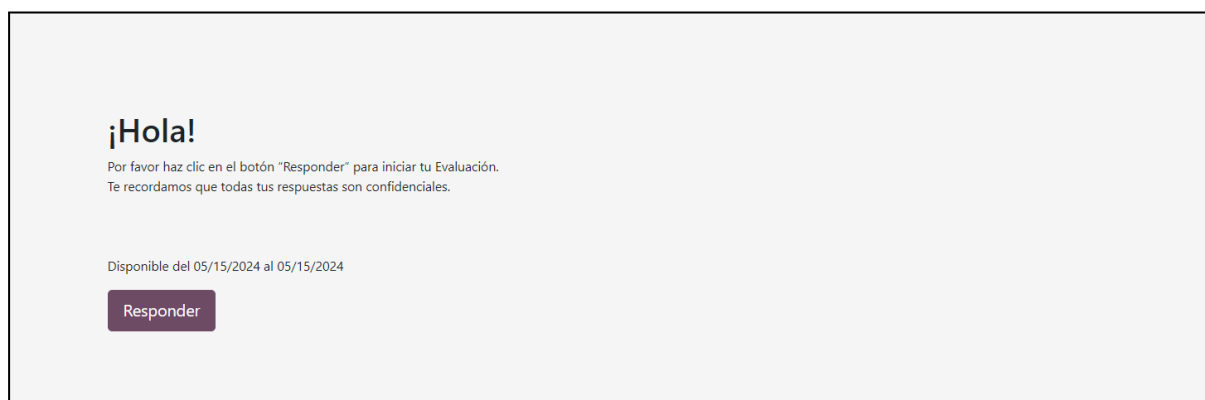 ¡Hola!
Por favor haz clic en el botón “Responder” para iniciar tu Evaluación.
Te recordamos que todas tus respuestas son confidenciales.
Disponible del 05/15/2024 al 05/15/2024
Responder